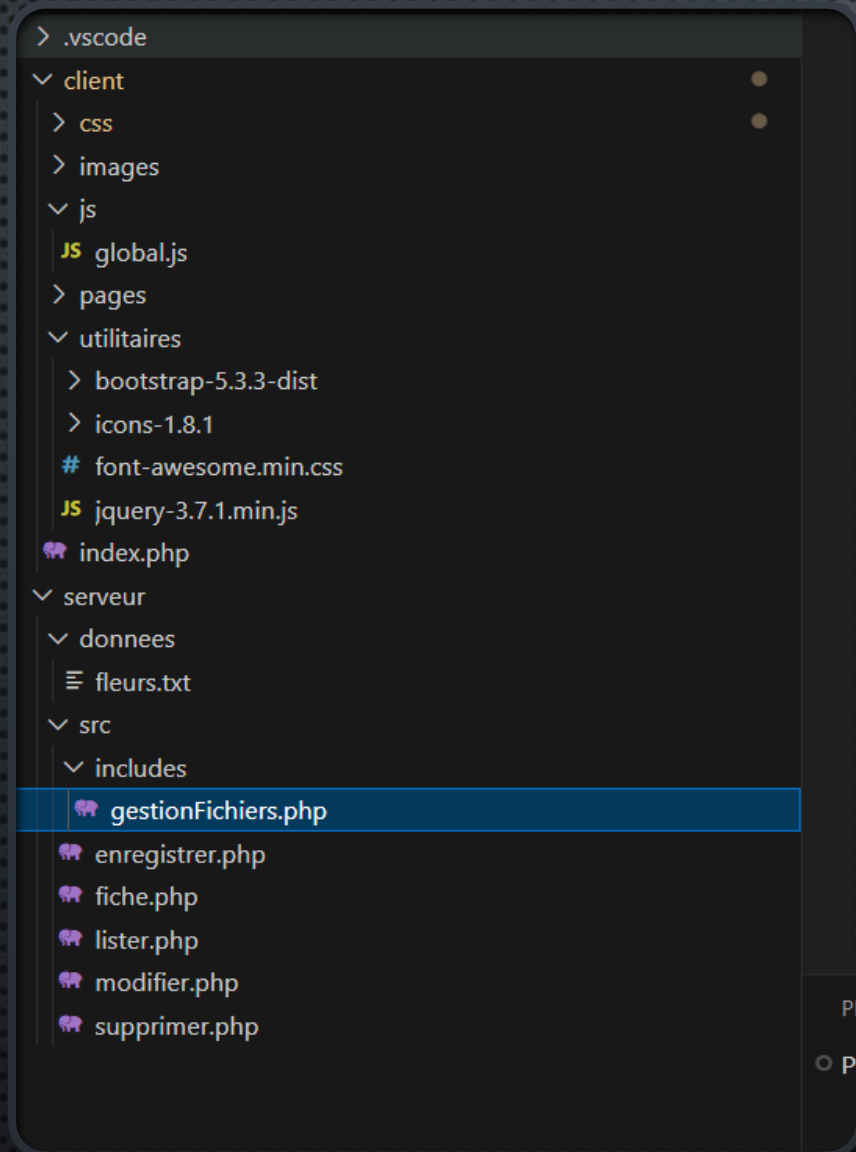 .vscode
client
css
images
js
JS global.js
pages
utilitaires
bootstrap-5.3.3-dist
icons-1.8.1
# font-awesome.min.css
JS jquery-3.7.1.min.js
index.php
serveur
donnees
fleurs.txt
src
includes
gestionFichiers.php
enregistrer.php
fiche.php
lister.php
modifier.php
supprimer.php